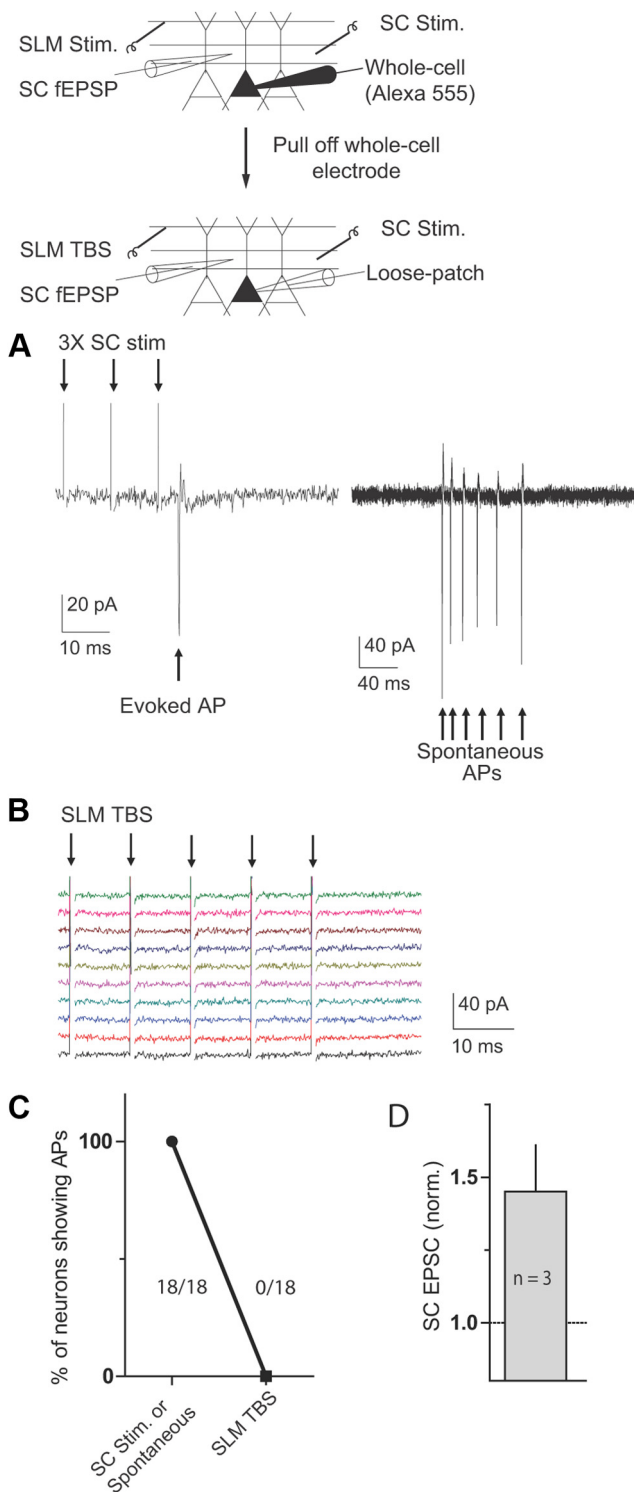 SLM Stim.
SC Stim.
SC fEPSP
Whole-cell
(Alexa 555)
Pull off whole-cell
electrode
SLM TBS
SC Stim.
SC fEPSP
Loose-patch
A
3X SC stim
20 pA
10 ms
Evoked AP
40 pA
40 ms
Spontaneous
APs
B
SLM TBS
40 pA
10 ms
C
% of neurons showing APs
100
0
18/18
0/18
SC Stim. or
Spontaneous
SLM TBS
D
SC EPSC (norm.)
1.5
1.0
n = 3